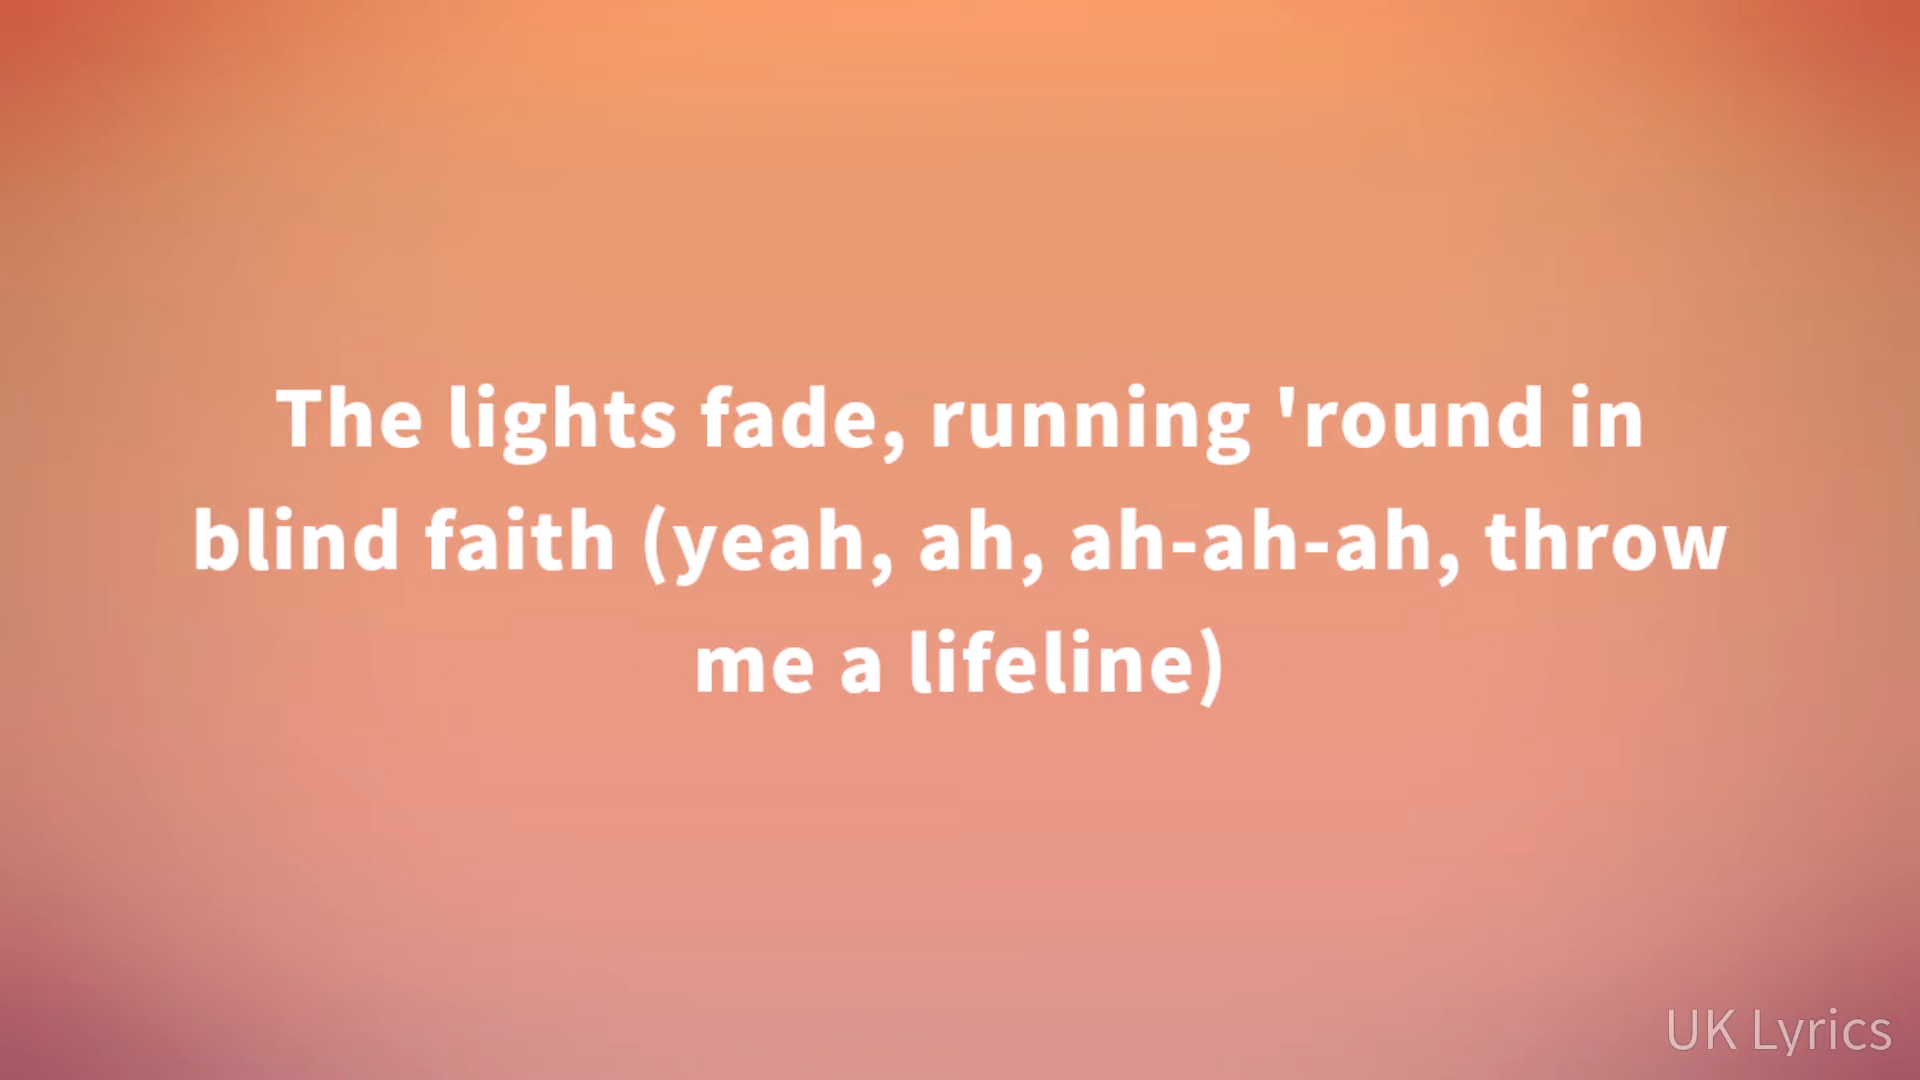 The lights fade, running 'round in
blind faith (yeah, ah, ah-ah-ah, throw
me a lifeline)
UK Lyrics